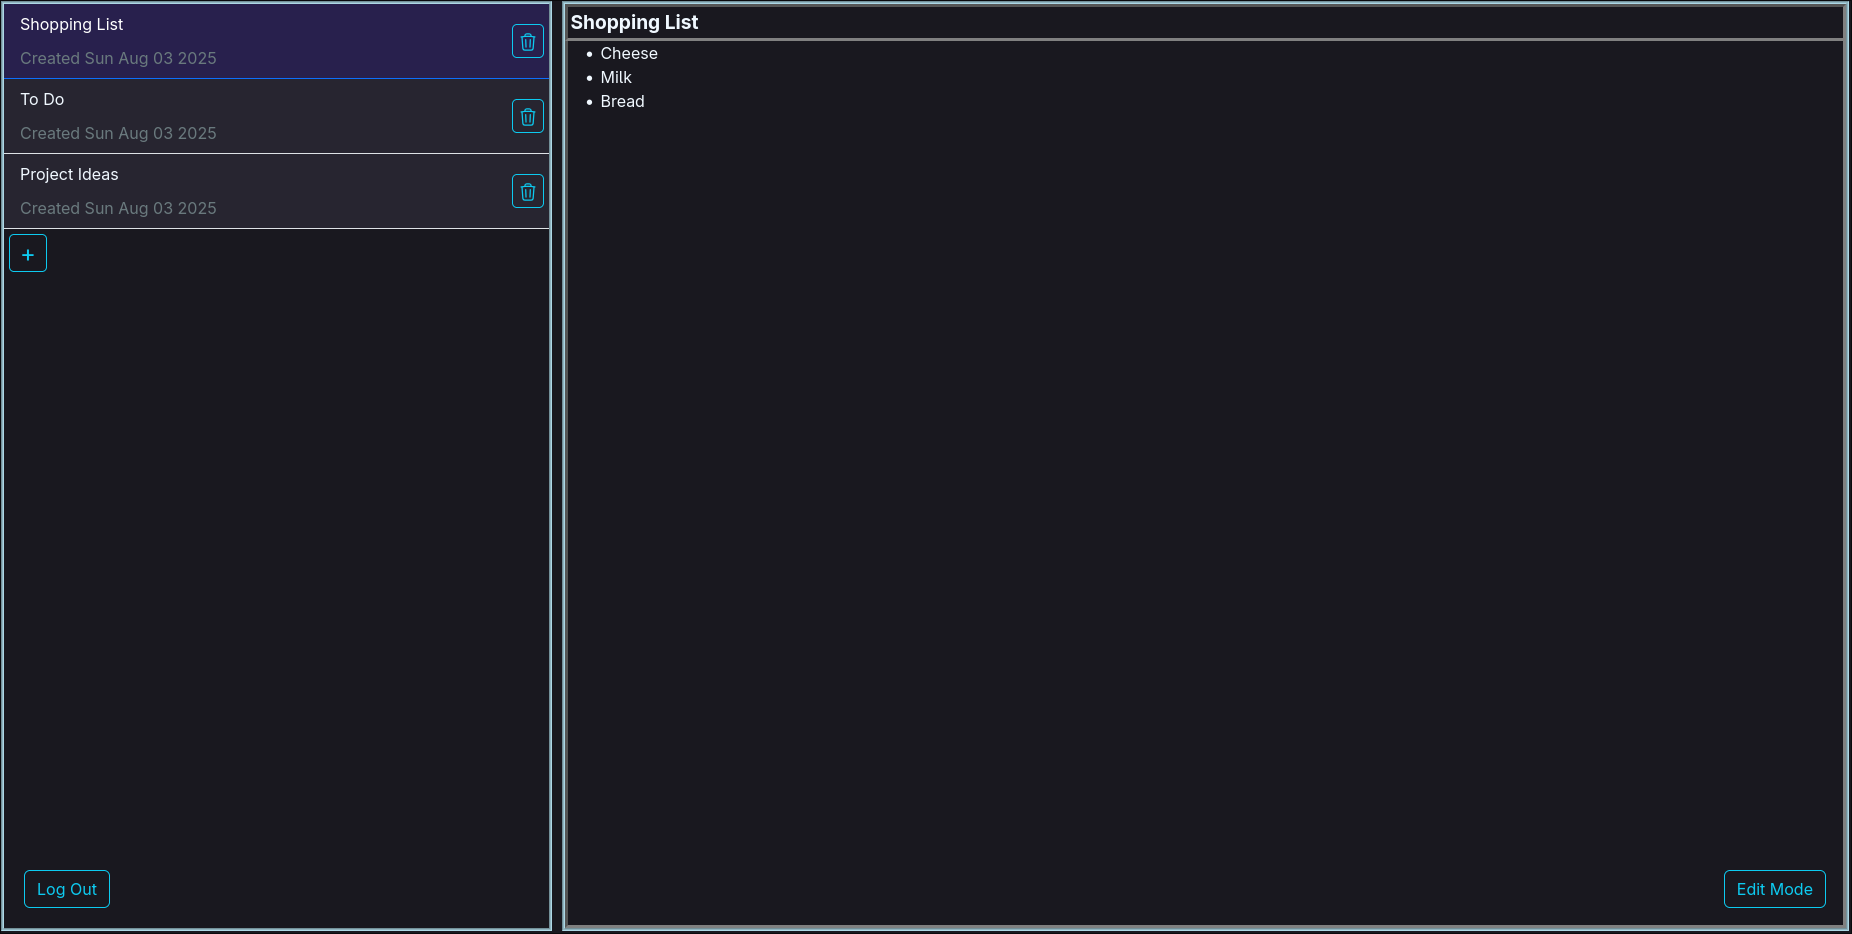 Shopping List
Created Sun Aug 03 2025
To Do
Created Sun Aug 03 2025
Project Ideas
Created Sun Aug 03 2025
+
Log Out
Shopping List
• Cheese
• Milk
• Bread
Edit Mode